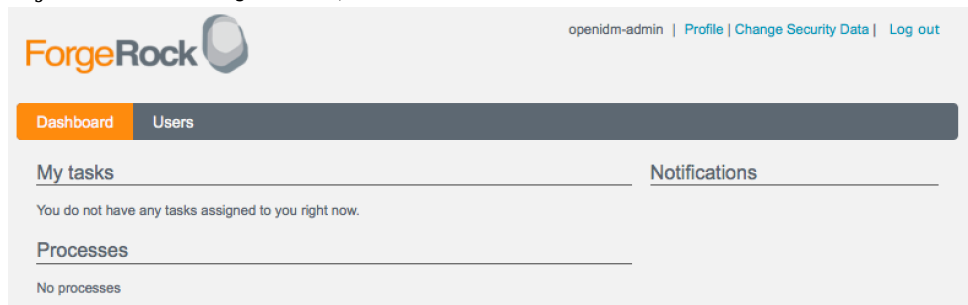 ForgeRock
openidm-admin | Profile | Change Security Data | Log out
Dashboard Users
My tasks
Notifications
You do not have any tasks assigned to you right now.
Processes
No processes